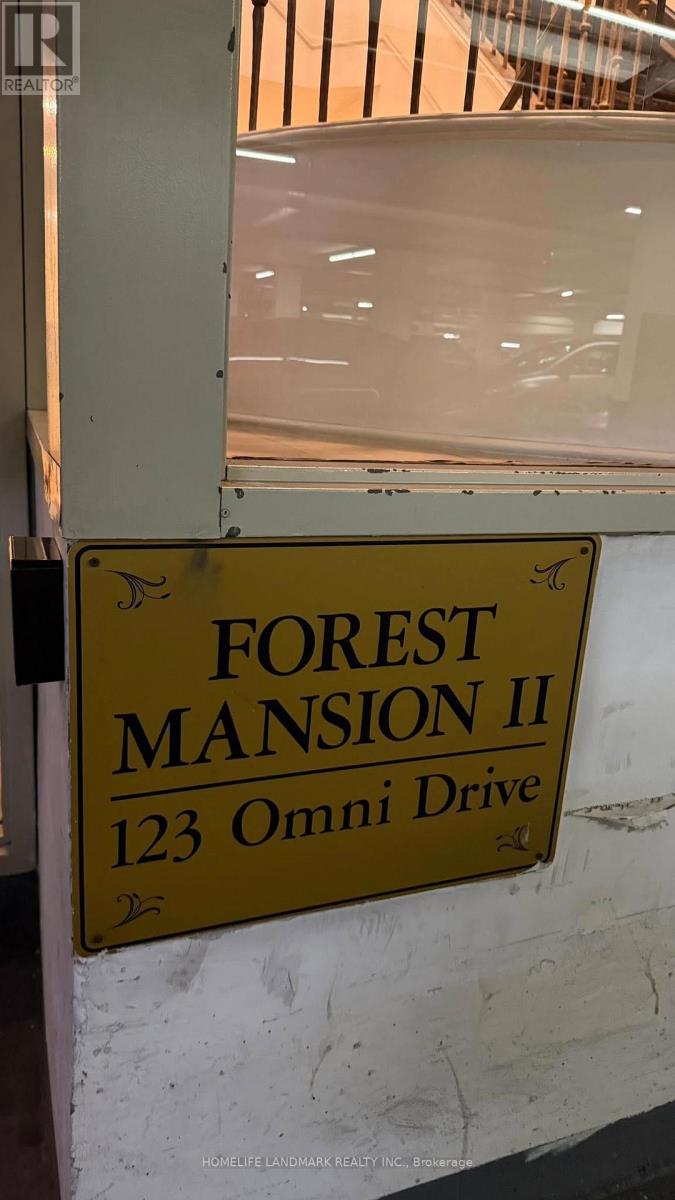 R
REALTOR®
FOREST
MANSION II
123 Omni Drive
HOMELIFE LANDMARK REALTY INC., Brokerage